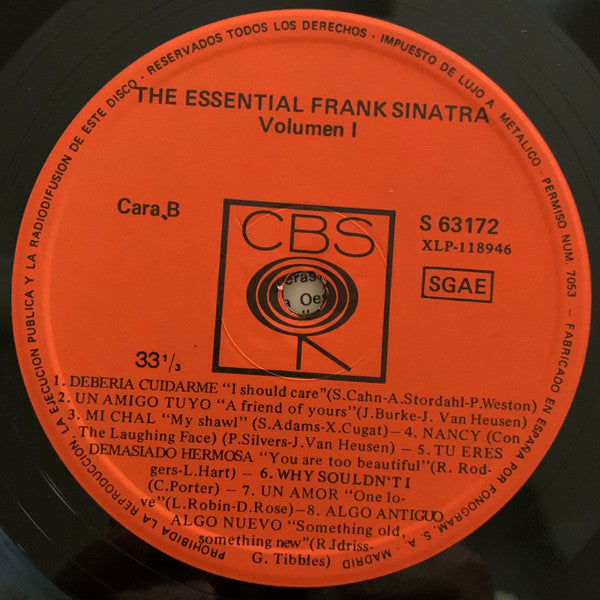 PROHIBIDA LA REPRODUCCION, LA EJECUCION PUBLICA Y LA RADIODIFUSION DE ESTE DISCO · RESERVADOS TODOS LOS DERECHOS · IMPUESTO DE LUJO A METALICO · PERMISO NUM. 7053 — FABRICADO EN ESPAÑA POR FONOGRAM, S. A. - MADRID
THE ESSENTIAL FRANK SINATRA
Volumen I
Cara B
CBS
S 63172
XLP-118946
SGAE
33 1/3
1. DEBERIA CUIDARME "I should care"(S.Cahn-A.Stordahl-P.Weston)
2. UN AMIGO TUYO "A friend of yours"(J.Burke-J. Van Heusen)
3. MI CHAL "My shawl" (S.Adams-X.Cugat) – 4. NANCY (Con
The Laughing Face) (P.Silvers-J.Van Heusen) – 5. TU ERES
DEMASIADO HERMOSA "You are too beautiful"(R. Rod-
gers-L.Hart) – 6. WHY SOULDN'T I
(C.Porter) – 7. UN AMOR "One lo-
ve"(L.Robin-D.Rose)–8. ALGO ANTIGUO
ALGO NUEVO "Something old,
something new"(R.Idriss-
G. Tibbles)